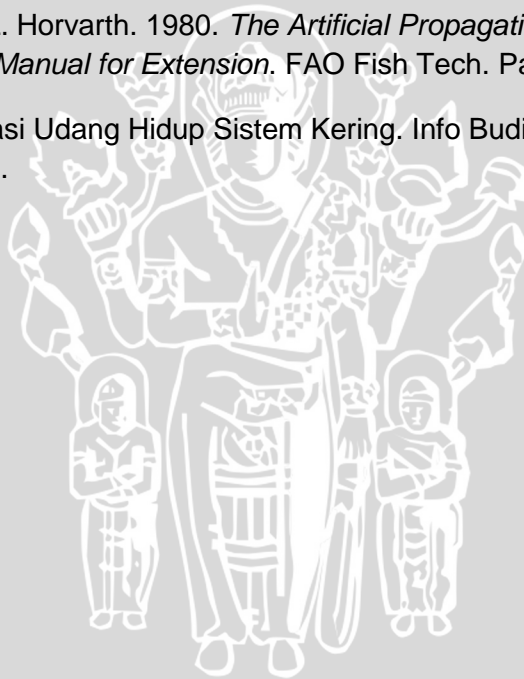 . Horvarth. 1980. The Artificial Propagati
Manual for Extension. FAO Fish Tech. Pa
asi Udang Hidup Sistem Kering. Info Budi
.